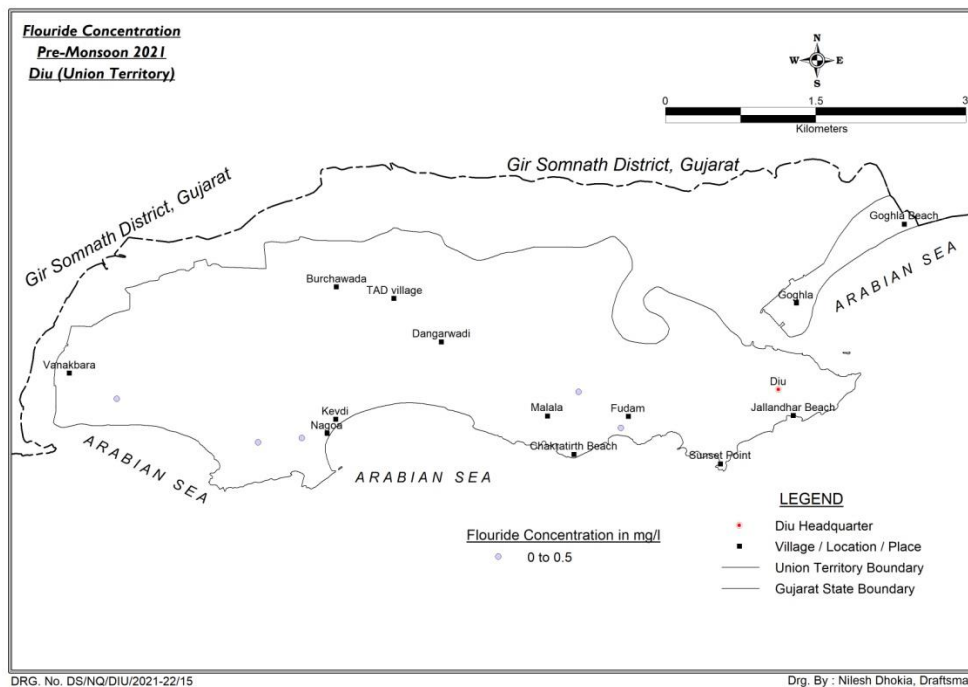 Flouride Concentration
Pre-Monsoon 2021
Diu (Union Territory)
N
W E
S
0 1.5 3
Kilometers
Gir Somnath District, Gujarat
Gir Somnath District, Gujarat
Goghla Beach
ARABIAN SEA
Burchawada
TAD village
Goghla
Dangarwadi
Vanakbara
Diu
Malala
Fudam
Jallandhar Beach
Kevdi
Nagoa
Chakratirth Beach
Sunset Point
ARABIAN SEA
ARABIAN SEA
LEGEND
Diu Headquarter
Village / Location / Place
Union Territory Boundary
Gujarat State Boundary
Flouride Concentration in mg/l
0 to 0.5
DRG. No. DS/NQ/DIU/2021-22/15
Drg. By : Nilesh Dhokia, Draftsma